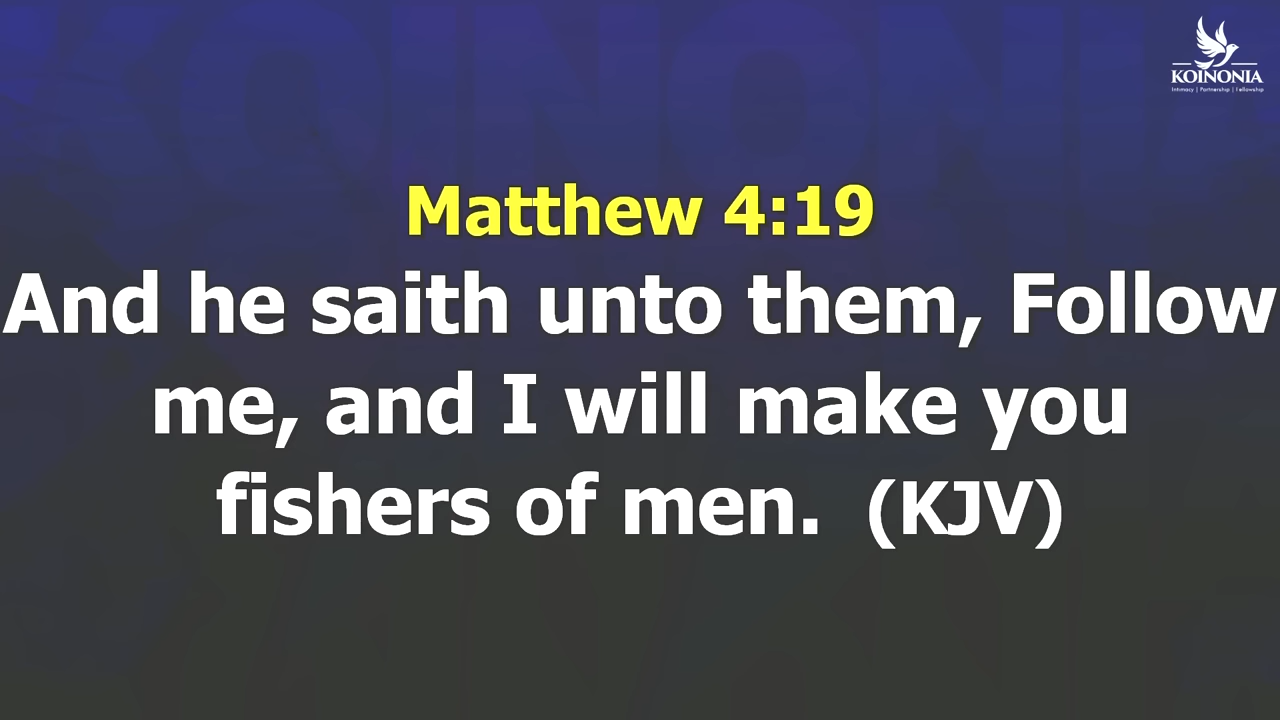 KOINONIA
Intimacy | Partnership | Fellowship
Matthew 4:19
And he saith unto them, Follow
me, and I will make you
fishers of men.  (KJV)